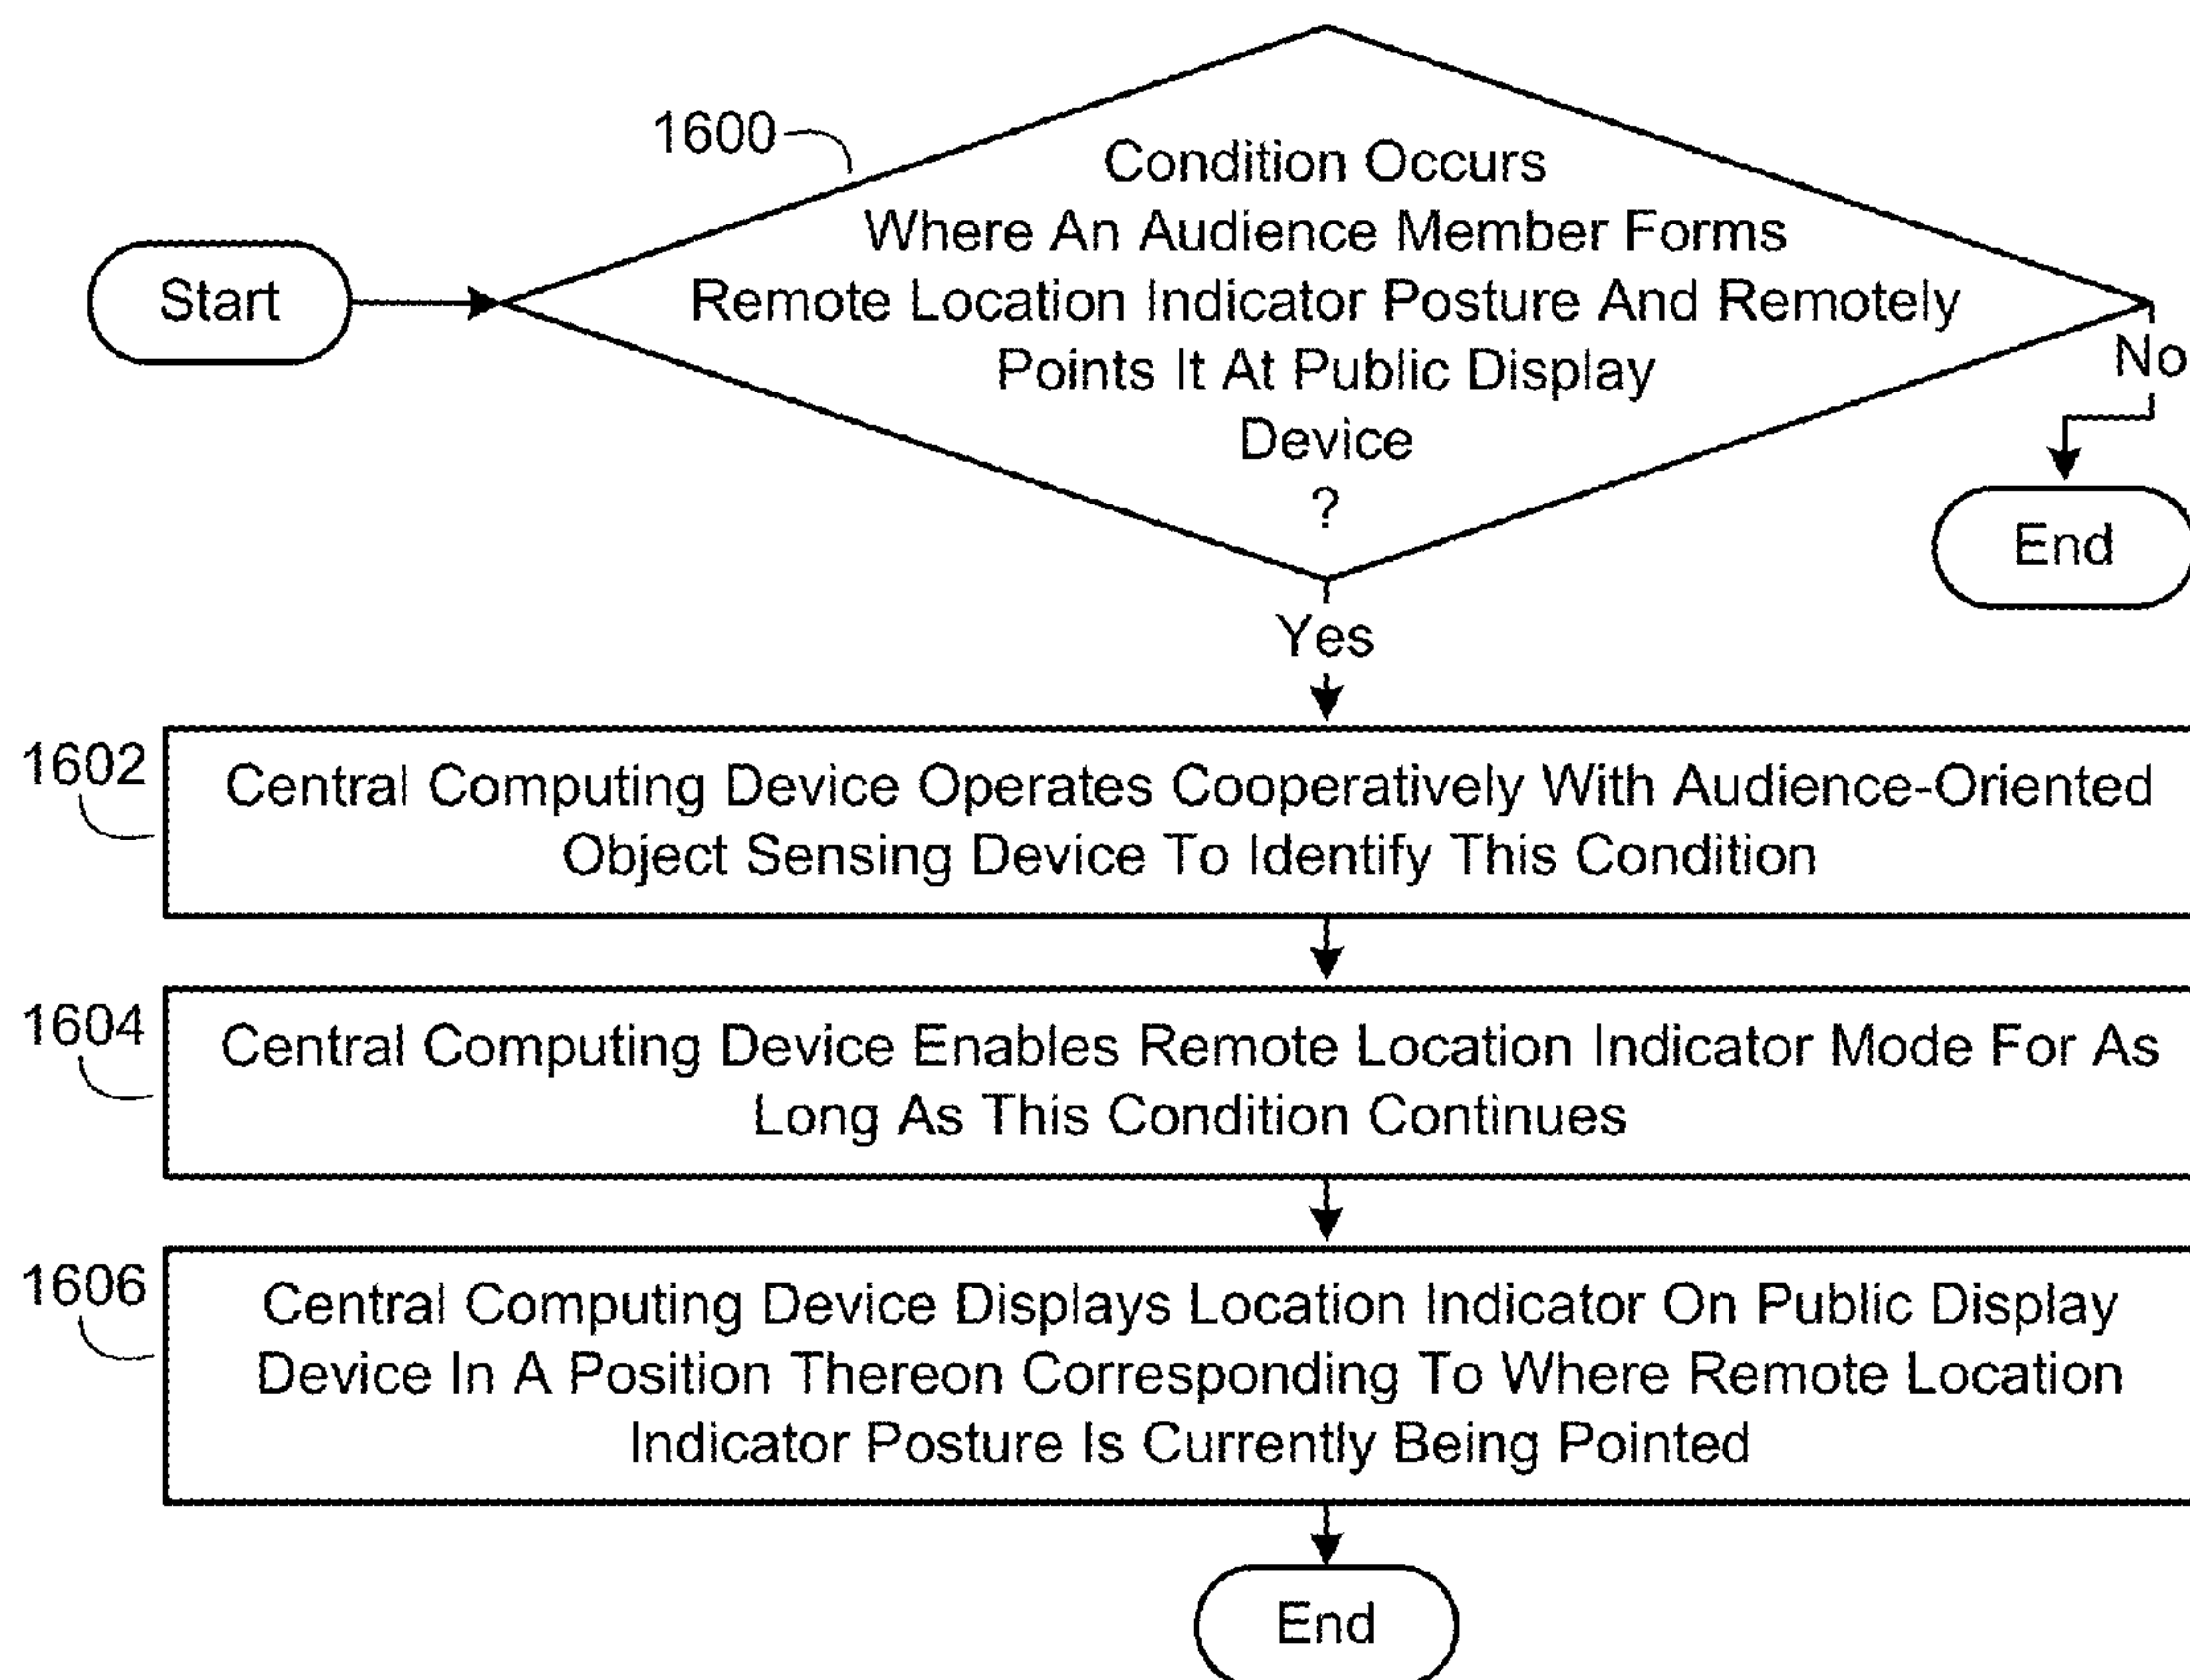 1600
Condition Occurs
Where An Audience Member Forms
Remote Location Indicator Posture And Remotely
Points It At Public Display
Device
?
Start
No
End
Yes
1602
Central Computing Device Operates Cooperatively With Audience-Oriented
Object Sensing Device To Identify This Condition
1604
Central Computing Device Enables Remote Location Indicator Mode For As
Long As This Condition Continues
1606
Central Computing Device Displays Location Indicator On Public Display
Device In A Position Thereon Corresponding To Where Remote Location
Indicator Posture Is Currently Being Pointed
End